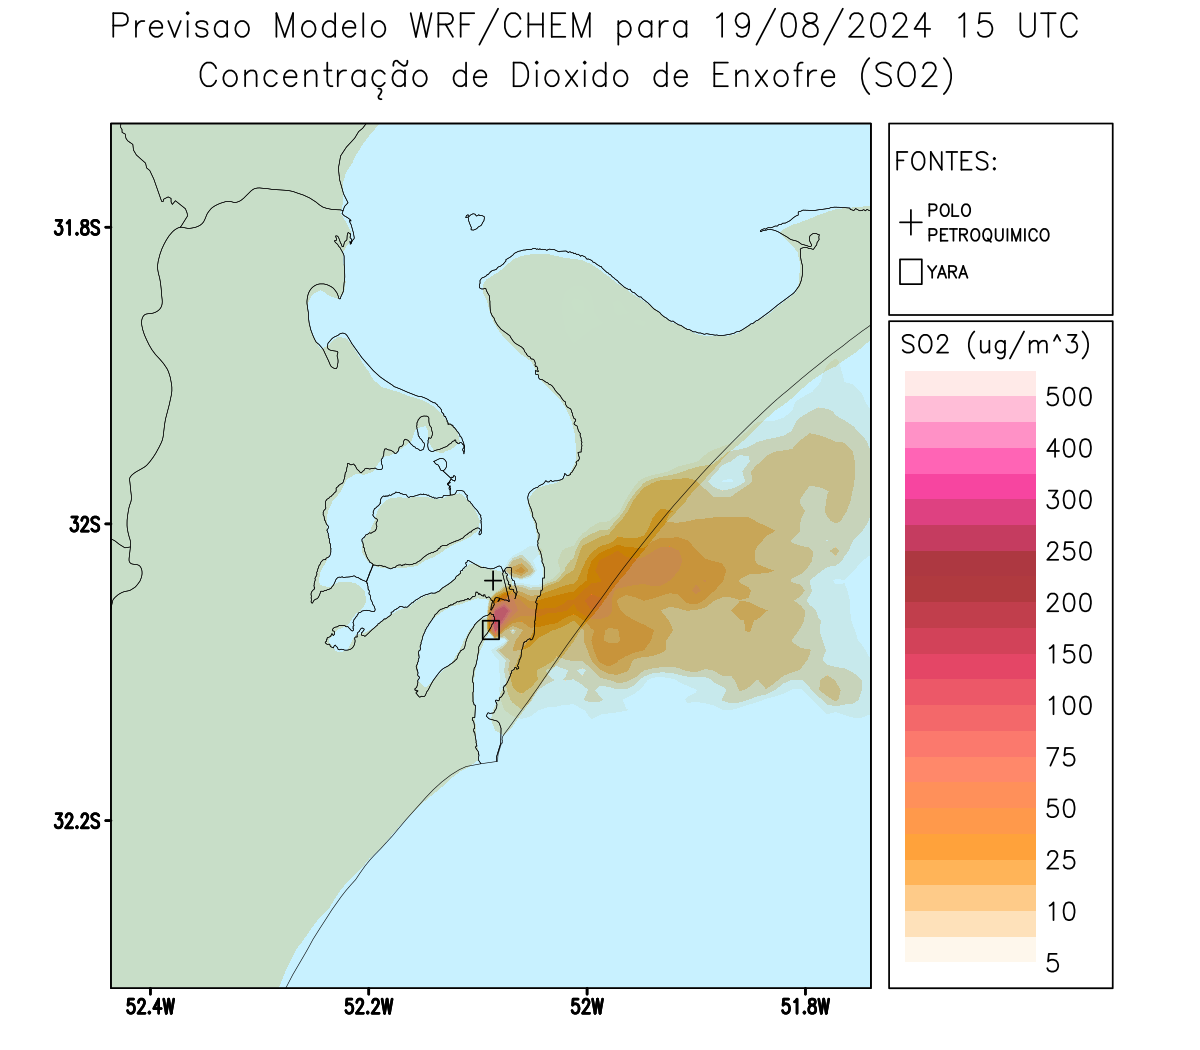 Previsao Modelo WRF/CHEM para 19/08/2024 15 UTC
Concentração de Dioxido de Enxofre (SO2)
FONTES:
POLO
PETROQUIMICO
YARA
SO2 (ug/m^3)
500
400
300
250
200
150
100
75
50
25
10
5
31.8S
32S
32.2S
52.4W
52.2W
52W
51.8W